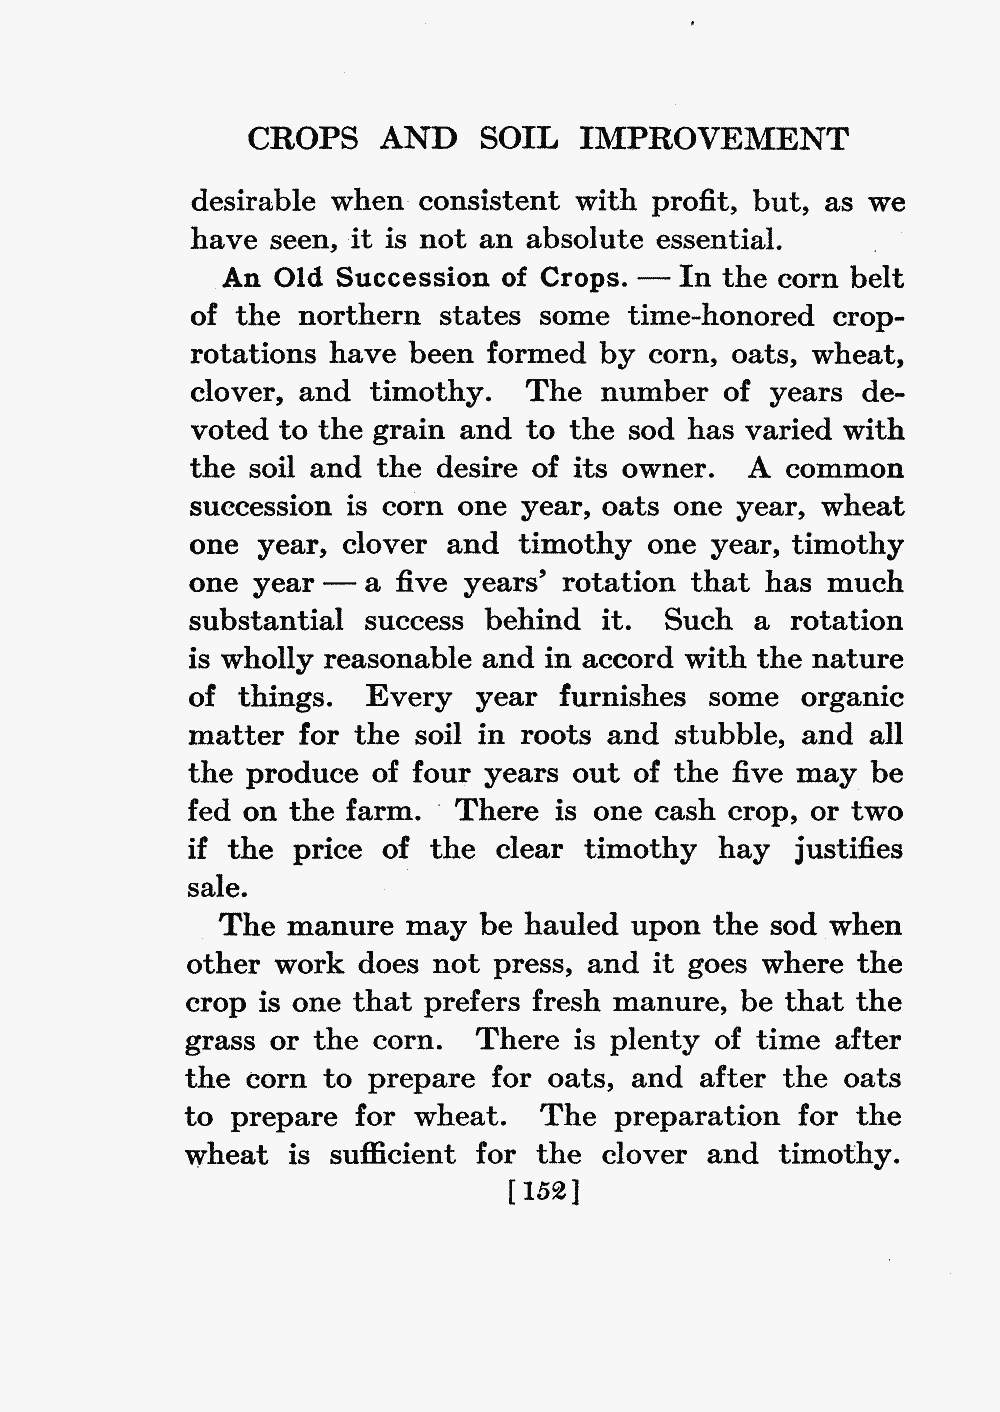 CROPS AND SOIL IMPROVEMENT
desirable when consistent with profit, but, as we
have seen, it is not an absolute essential.
An Old Succession of Crops. — In the corn belt
of the northern states some time-honored crop-
rotations have been formed by corn, oats, wheat,
clover, and timothy. The number of years de-
voted to the grain and to the sod has varied with
the soil and the desire of its owner. A common
succession is corn one year, oats one year, wheat
one year, clover and timothy one year, timothy
one year — a five years’ rotation that has much
substantial success behind it. Such a rotation
is wholly reasonable and in accord with the nature
of things. Every year furnishes some organic
matter for the soil in roots and stubble, and all
the produce of four years out of the five may be
fed on the farm. There is one cash crop, or two
if the price of the clear timothy hay justifies
sale.
The manure may be hauled upon the sod when
other work does not press, and it goes where the
crop is one that prefers fresh manure, be that the
grass or the corn. There is plenty of time after
the corn to prepare for oats, and after the oats
to prepare for wheat. The preparation for the
wheat is sufficient for the clover and timothy.
[152]